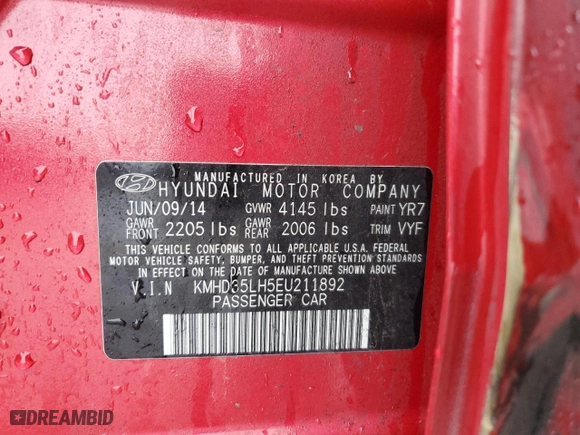 MANUFACTURED IN KOREA BY
HYUNDAI MOTOR COMPANY
JUN/09/14 GVWR 4145 lbs PAINT YR7
GAWR FRONT 2205 lbs GAWR REAR 2006 lbs TRIM VYF
THIS VEHICLE CONFORMS TO ALL APPLICABLE U.S.A. FEDERAL
MOTOR VEHICLE SAFETY, BUMPER, AND THEFT PREVENTION
STANDARDS IN EFFECT ON THE DATE OF MANUFACTURE
SHOWN ABOVE
V.I.N KMHD35LH5EU211892
PASSENGER CAR
DREAMBID